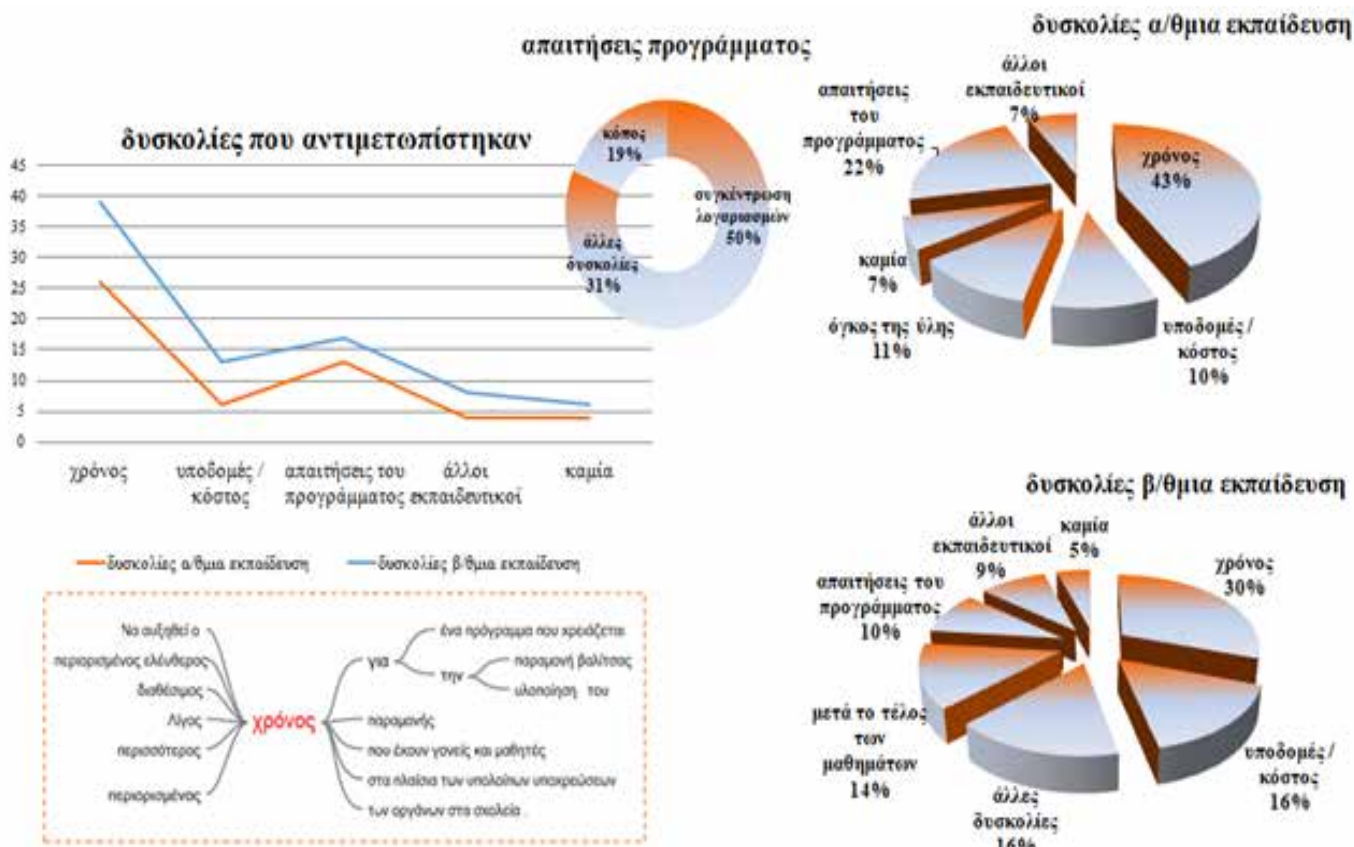 δυσκολίες που αντιμετωπίστηκαν
45
40
35
30
25
20
15
10
5
0
χρόνος
υποδομές /
κόστος
απαιτήσεις του
προγράμματος
άλλοι
εκπαιδευτικοί
καμία
δυσκολίες α/θμια εκπαίδευση
δυσκολίες β/θμια εκπαίδευση
απαιτήσεις προγράμματος
κόπος
19%
συγκέντρωση
λογαριασμών
50%
άλλες
δυσκολίες
31%
δυσκολίες α/θμια εκπαίδευση
άλλοι
εκπαιδευτικοί
7%
απαιτήσεις
του
προγράμματος
22%
χρόνος
43%
καμία
7%
όγκος της ύλης
11%
υποδομές /
κόστος
10%
Να αυξηθεί ο
περιορισμένος ελεύθερος
διαθέσιμος
Λίγος
περισσότερος
περιορισμένος
χρόνος
για
ένα πρόγραμμα που χρειάζεται
την
παραμονή βαλίτσας
υλοποίηση του
παραμονής
που έχουν γονείς και μαθητές
στα πλαίσια των υπολοίπων υποχρεώσεων
των οργάνων στα σχολεία .
δυσκολίες β/θμια εκπαίδευση
άλλοι
εκπαιδευτικοί
9%
καμία
5%
χρόνος
30%
απαιτήσεις του
προγράμματος
10%
μετά το τέλος
των
μαθημάτων
14%
άλλες
δυσκολίες
16%
υποδομές /
κόστος
16%